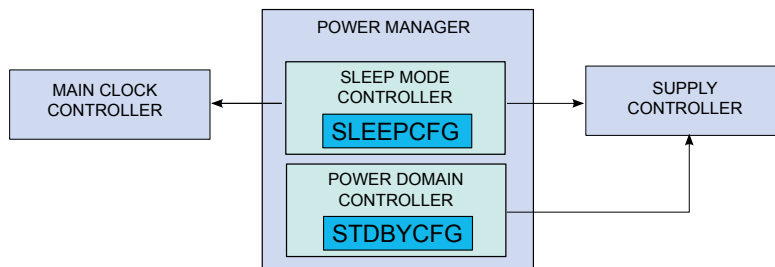 POWER MANAGER
MAIN CLOCK
CONTROLLER
SLEEP MODE
CONTROLLER
SLEEPCFG
SUPPLY
CONTROLLER
POWER DOMAIN
CONTROLLER
STDBYCFG